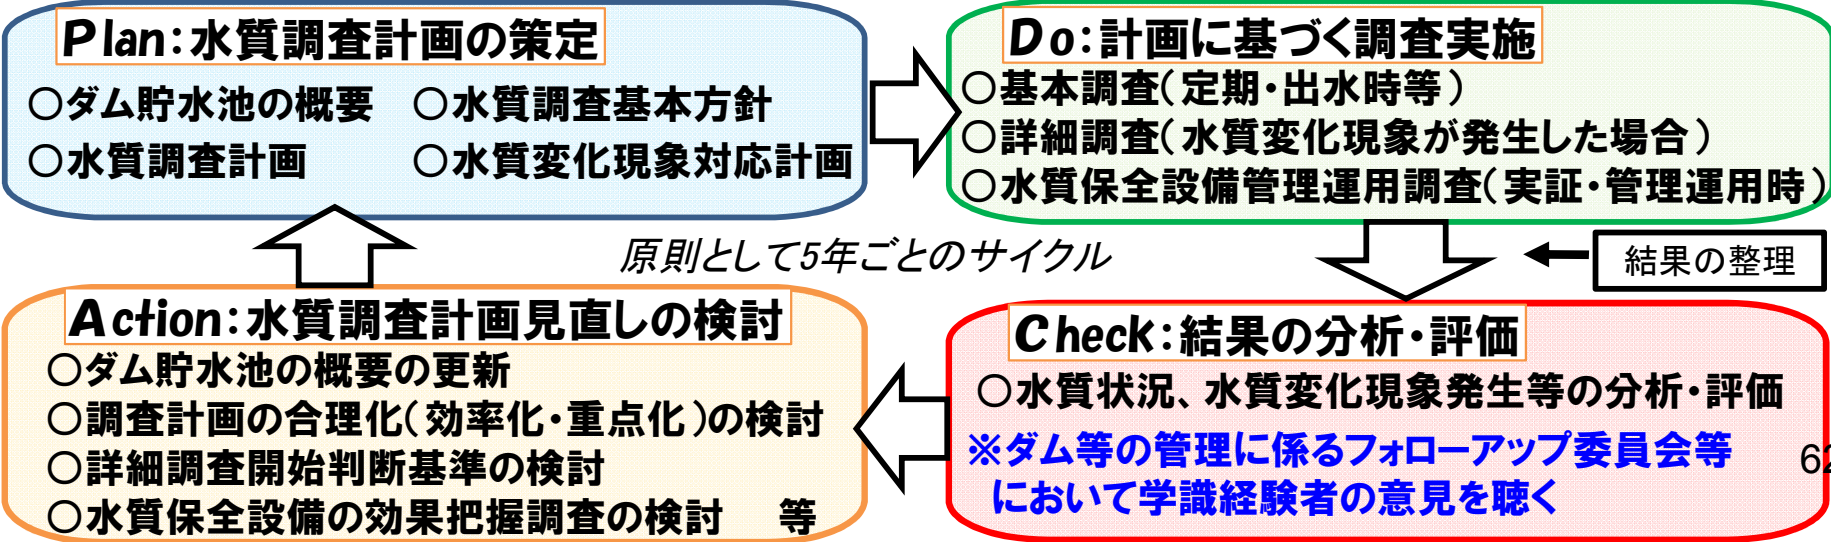 Plan：水質調査計画の策定
○ダム貯水池の概要　○水質調査基本方針
○水質調査計画　○水質変化現象対応計画
Do：計画に基づく調査実施
○基本調査（定期・出水時等）
○詳細調査（水質変化現象が発生した場合）
○水質保全設備管理運用調査（実証・管理運用時）
原則として5年ごとのサイクル
結果の整理
Check：結果の分析・評価
○水質状況、水質変化現象発生等の分析・評価
※ダム等の管理に係るフォローアップ委員会等
において学識経験者の意見を聴く
Action：水質調査計画見直しの検討
○ダム貯水池の概要の更新
○調査計画の合理化（効率化・重点化）の検討
○詳細調査開始判断基準の検討
○水質保全設備の効果把握調査の検討　等
62